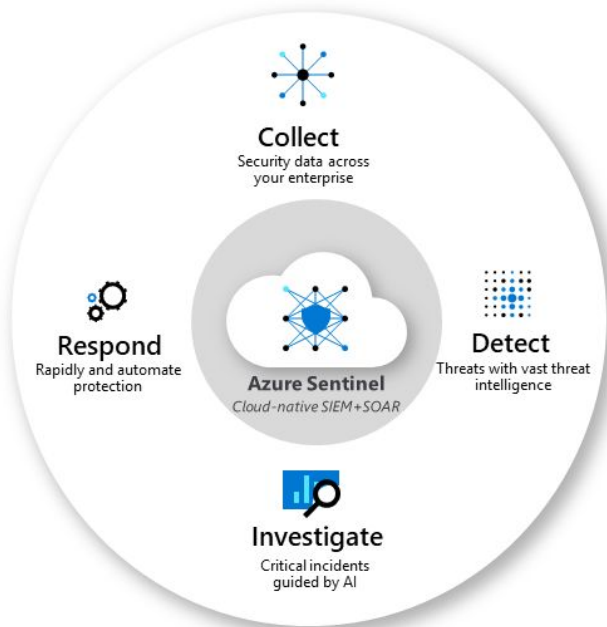 Collect
Security data across
your enterprise
Respond
Rapidly and automate
protection
Azure Sentinel
Cloud-native SIEM+SOAR
Detect
Threats with vast threat
intelligence
Investigate
Critical incidents
guided by AI